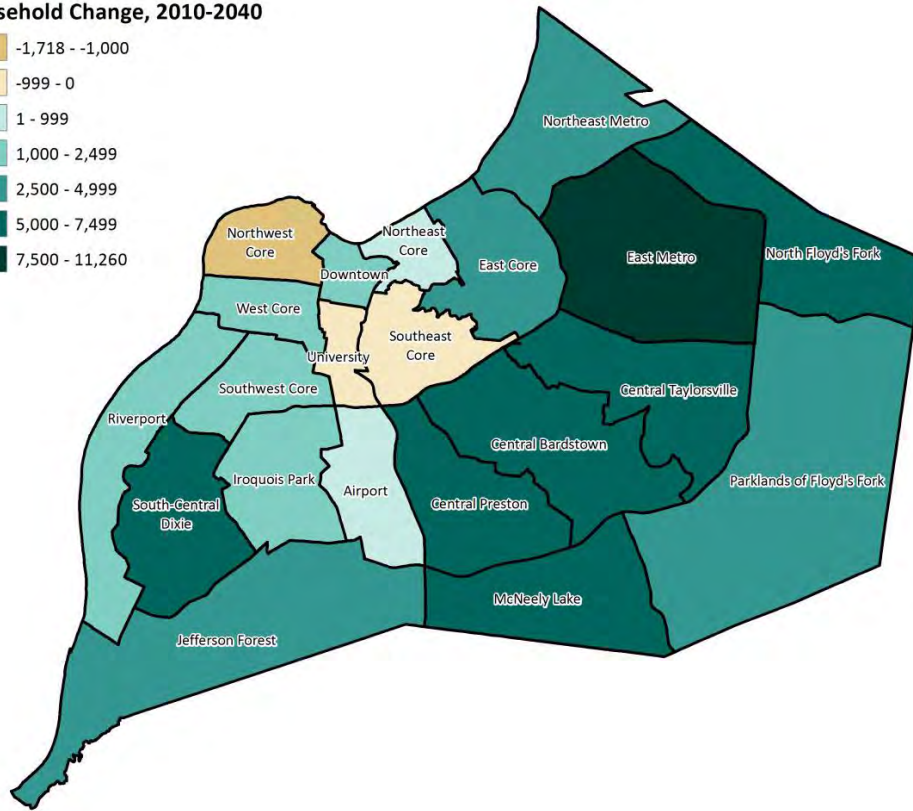 sehold Change, 2010-2040
-1,718 - -1,000
-999 - 0
1 - 999
1,000 - 2,499
2,500 - 4,999
5,000 - 7,499
7,500 - 11,260
Northeast Metro
Northwest
Core
Northeast
Core
Downtown
East Core
East Metro
North Floyd's Fork
West Core
University
Southeast
Core
Southwest Core
Central Taylorsville
Riverport
Central Bardstown
Iroquois Park
Airport
Parklands of Floyd's Fork
South-Central
Dixie
Central Preston
McNeely Lake
Jefferson Forest